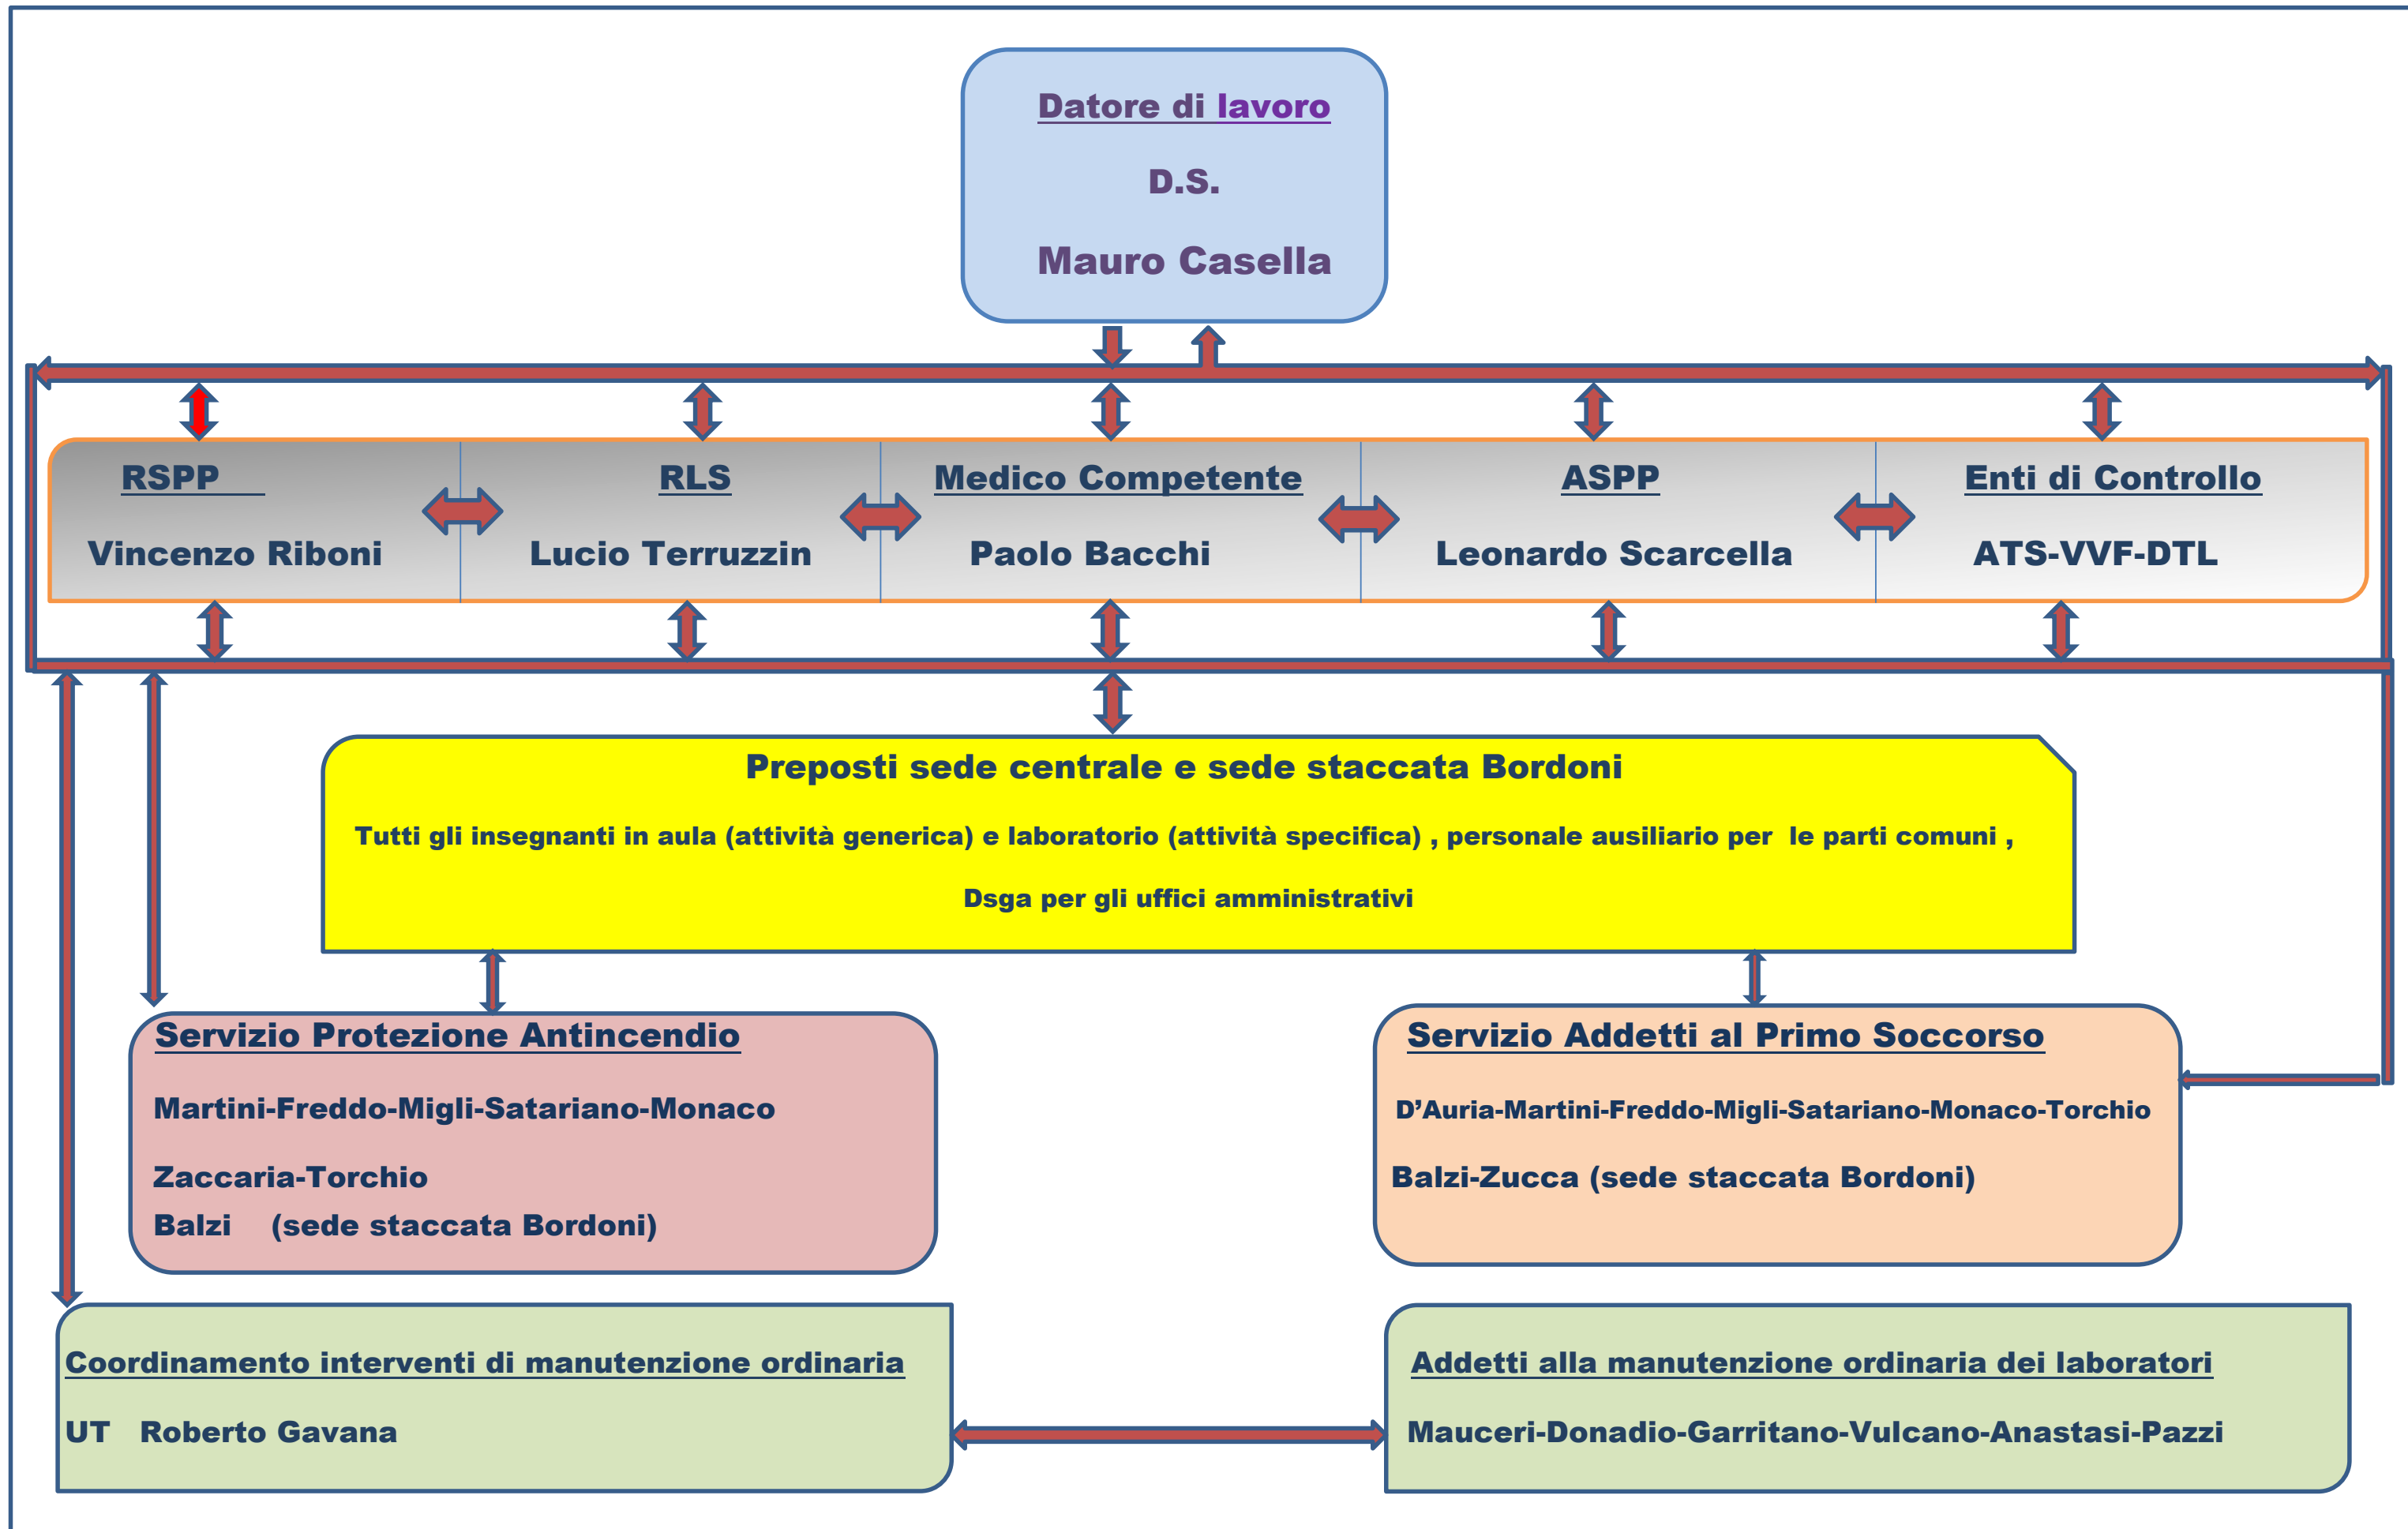 Datore di lavoro
D.S.
Mauro Casella
RSPP
Vincenzo Riboni
RLS
Lucio Terruzzin
Medico Competente
Paolo Bacchi
ASPP
Leonardo Scarcella
Enti di Controllo
ATS-VVF-DTL
Preposti sede centrale e sede staccata Bordoni
Tutti gli insegnanti in aula (attività generica) e laboratorio (attività specifica) , personale ausiliario per le parti comuni ,
Dsga per gli uffici amministrativi
Servizio Protezione Antincendio
Martini-Freddo-Migli-Satariano-Monaco
Zaccaria-Torchio
Balzi (sede staccata Bordoni)
Servizio Addetti al Primo Soccorso
D’Auria-Martini-Freddo-Migli-Satariano-Monaco-Torchio
Balzi-Zucca (sede staccata Bordoni)
Coordinamento interventi di manutenzione ordinaria
UT Roberto Gavana
Addetti alla manutenzione ordinaria dei laboratori
Mauceri-Donadio-Garritano-Vulcano-Anastasi-Pazzi